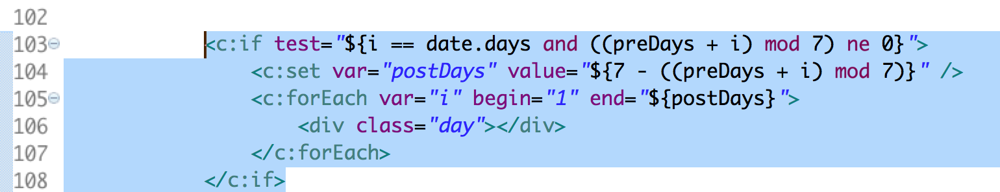 102
103 <c:if test="${i == date.days and ((preDays + i) mod 7) ne 0}">
104 <c:set var="postDays" value="${7 - ((preDays + i) mod 7)}" />
105 <c:forEach var="i" begin="1" end="${postDays}">
106 <div class="day"></div>
107 </c:forEach>
108 </c:if>